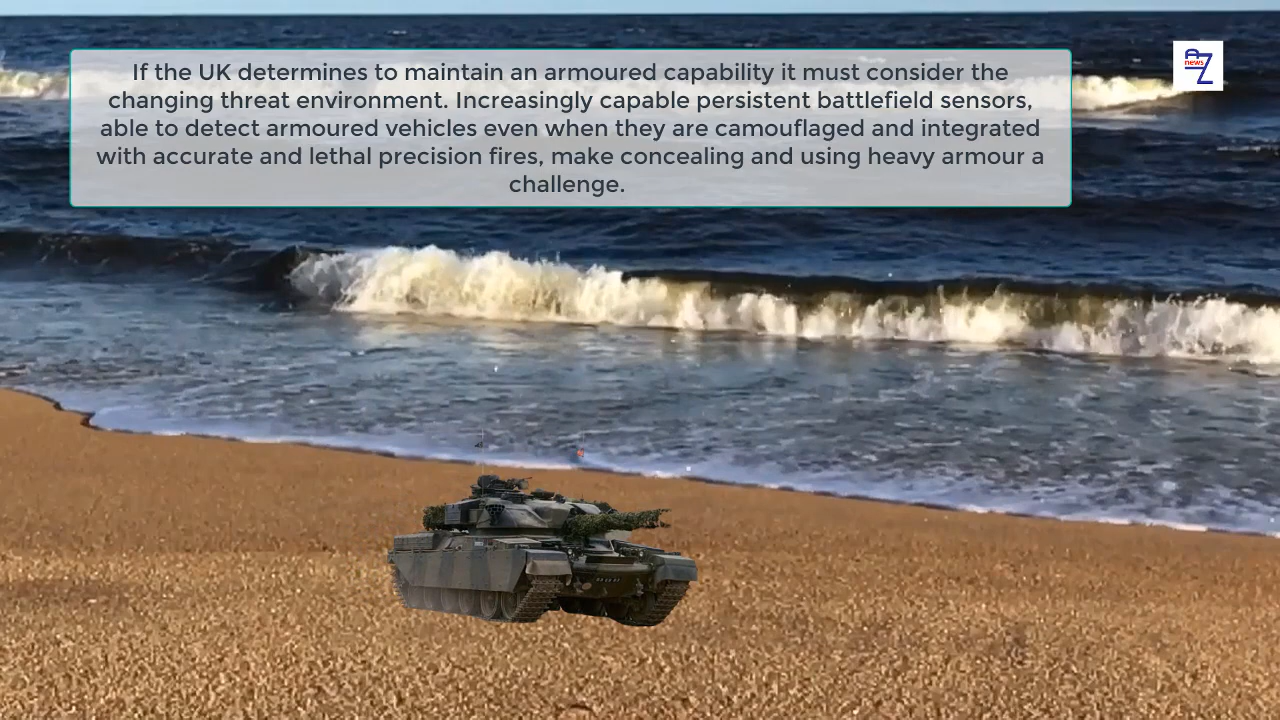 If the UK determines to maintain an armoured capability it must consider the
changing threat environment. Increasingly capable persistent battlefield sensors,
able to detect armoured vehicles even when they are camouflaged and integrated
with accurate and lethal precision fires, make concealing and using heavy armour a
challenge.
A
news
Z